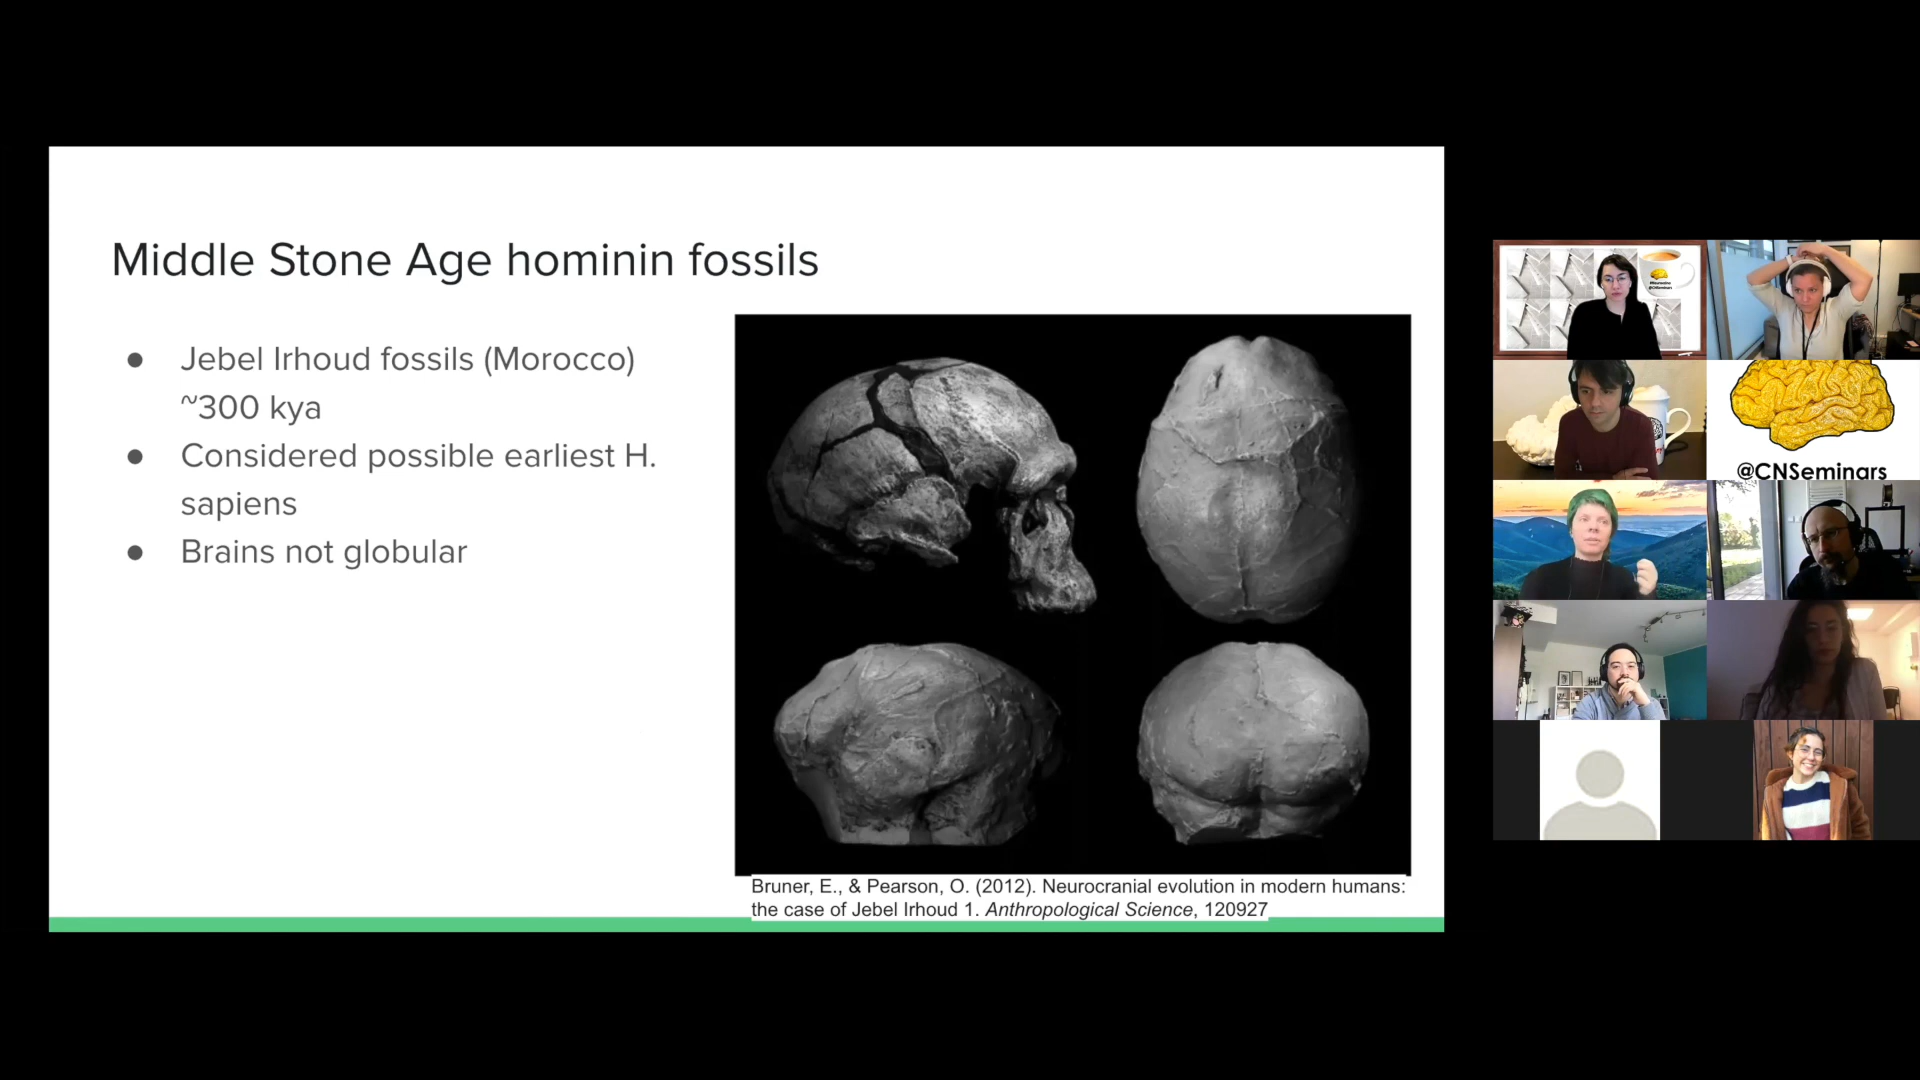 Middle Stone Age hominin fossils
● Jebel Irhoud fossils (Morocco)
~300 kya
● Considered possible earliest H.
sapiens
● Brains not globular
Bruner, E., & Pearson, O. (2012). Neurocranial evolution in modern humans:
the case of Jebel Irhoud 1. Anthropological Science, 120927
@CNSeminars